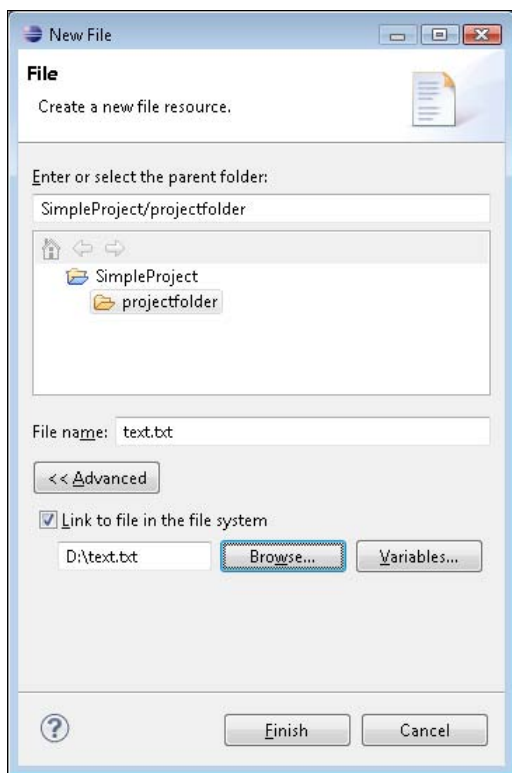 New File
File
Create a new file resource.
Enter or select the parent folder:
SimpleProject/projectfolder
SimpleProject
projectfolder
File name: text.txt
<< Advanced
Link to file in the file system
D:\text.txt Browse... Variables...
? Finish Cancel